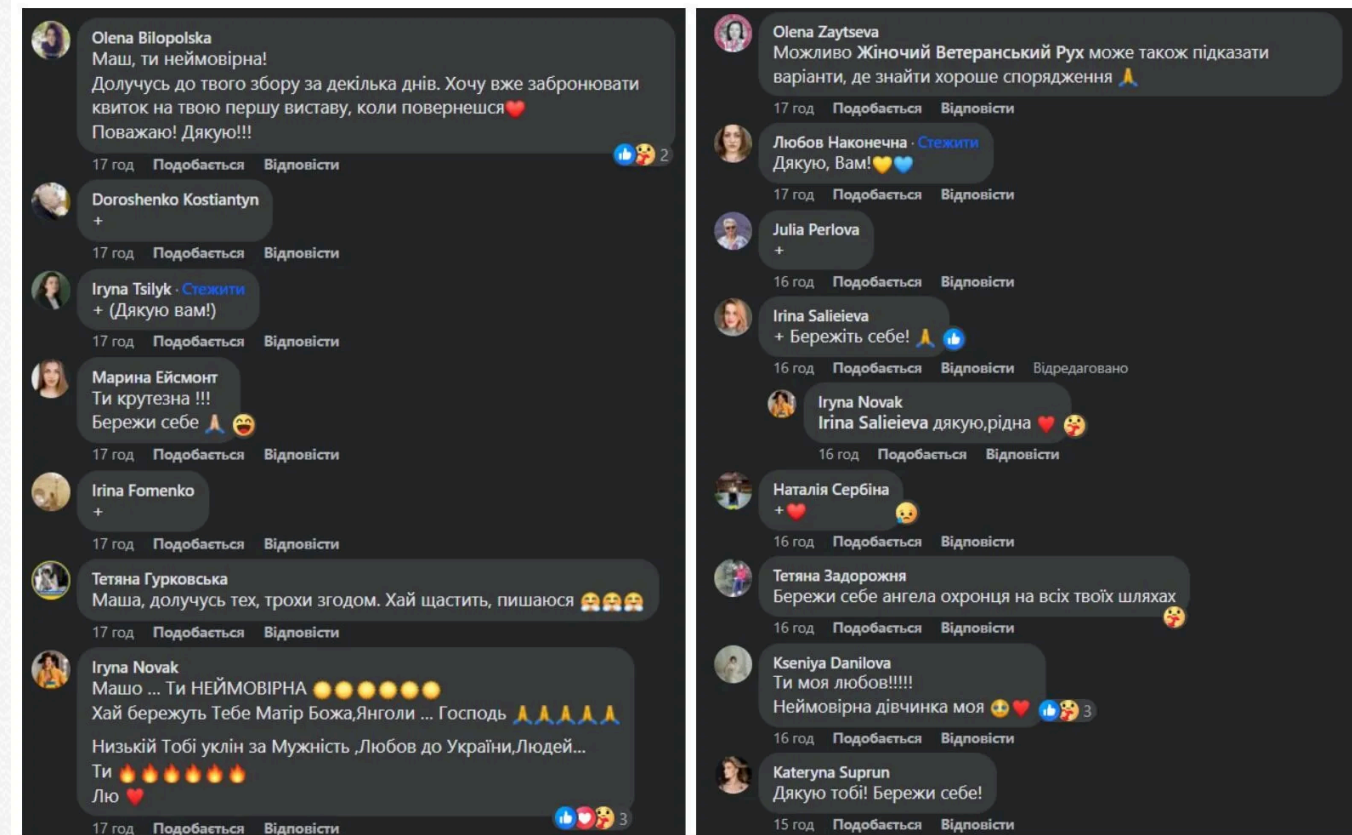 Olena Bilopolska
Маш, ти неймовірна!
Долучусь до твого збору за декілька днів. Хочу вже забронювати
квиток на твою першу виставу, коли повернешся❤️
Поважаю! Дякую!!!
2
17 год Подобається Відповісти
Doroshenko Kostiantyn
+
17 год Подобається Відповісти
Iryna Tsilyk · Стежити
+ (Дякую вам!)
17 год Подобається Відповісти
Марина Ейсмонт
Ти крутезна !!!
Бережи себе 🙏
17 год Подобається Відповісти
Irina Fomenko
+
17 год Подобається Відповісти
Тетяна Гурковська
Маша, долучусь тех, трохи згодом. Хай щастить, пишаюся 🤗🤗🤗
17 год Подобається Відповісти
Iryna Novak
Машо ... Ти НЕЙМОВІРНА 🌕🌕🌕🌕🌕🌕
Хай бережуть Тебе Матір Божа,Янголи ... Господь 🙏🙏🙏🙏🙏
Низькій Тобі уклін за Мужність ,Любов до України,Людей...
Ти 🔥🔥🔥🔥🔥🔥
Лю ❤️
3
17 год Подобається Відповісти
Olena Zaytseva
Можливо Жіночий Ветеранський Рух може також підказати
варіанти, де знайти хороше спорядження 🙏
17 год Подобається Відповісти
Любов Наконечна · Стежити
Дякую, Вам!💛💙
17 год Подобається Відповісти
Julia Perlova
+
16 год Подобається Відповісти
Irina Salieieva
+ Бережіть себе! 🙏
16 год Подобається Відповісти Відредаговано
Iryna Novak
Irina Salieieva дякую,рідна ❤️
16 год Подобається Відповісти
Наталія Сербіна
+❤️
16 год Подобається Відповісти
Тетяна Задорожня
Бережи себе ангела охронця на всіх твоїх шляхах
16 год Подобається Відповісти
Kseniya Danilova
Ти моя любов!!!!!
Неймовірна дівчинка моя 🥹❤️ 3
16 год Подобається Відповісти
Kateryna Suprun
Дякую тобі! Бережи себе!
15 год Подобається Відповісти